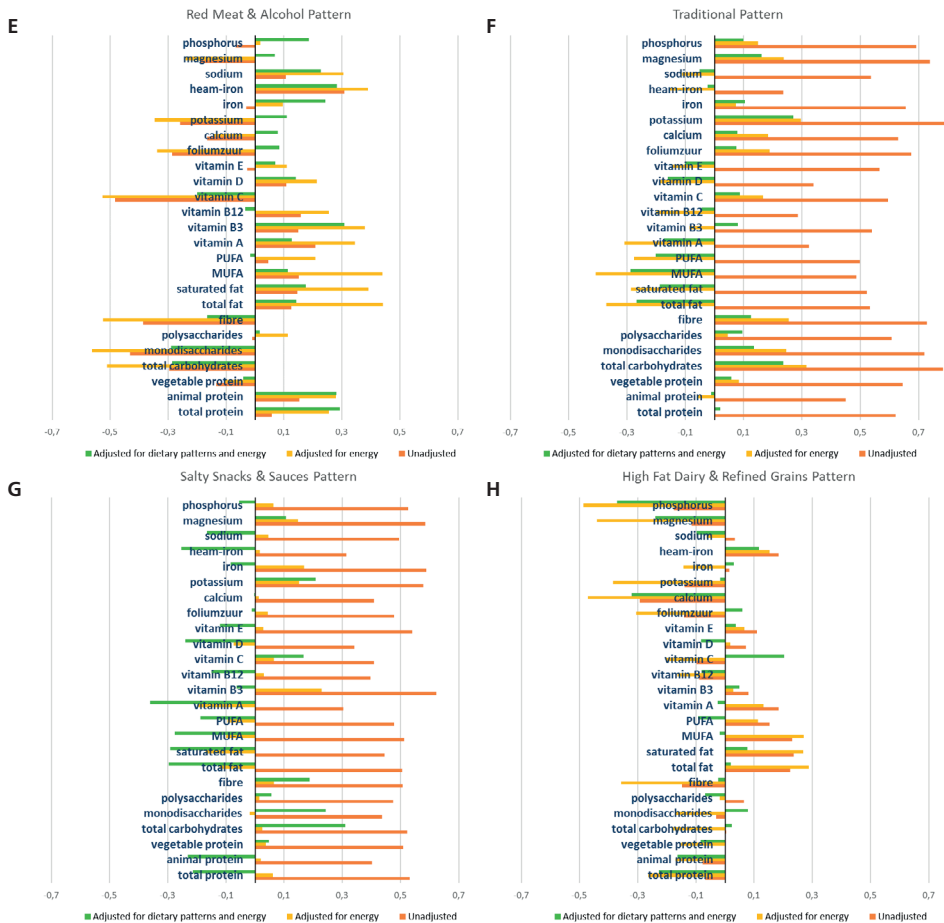 E
Red Meat & Alcohol Pattern
phosphorus
magnesium
sodium
heam-iron
iron
potassium
calcium
foliumzuur
vitamin E
vitamin D
vitamin C
vitamin B12
vitamin B3
vitamin A
PUFA
MUFA
saturated fat
total fat
fibre
polysaccharides
monodisaccharides
total carbohydrates
vegetable protein
animal protein
total protein
-0,7 -0,5 -0,3 -0,1 0,1 0,3 0,5 0,7
Adjusted for dietary patterns and energy Adjusted for energy Unadjusted
F
Traditional Pattern
phosphorus
magnesium
sodium
heam-iron
iron
potassium
calcium
foliumzuur
vitamin E
vitamin D
vitamin C
vitamin B12
vitamin B3
vitamin A
PUFA
MUFA
saturated fat
total fat
fibre
polysaccharides
monodisaccharides
total carbohydrates
vegetable protein
animal protein
total protein
-0,7 -0,5 -0,3 -0,1 0,1 0,3 0,5 0,7
Adjusted for dietary patterns and energy Adjusted for energy Unadjusted
G
Salty Snacks & Sauces Pattern
phosphorus
magnesium
sodium
heam-iron
iron
potassium
calcium
foliumzuur
vitamin E
vitamin D
vitamin C
vitamin B12
vitamin B3
vitamin A
PUFA
MUFA
saturated fat
total fat
fibre
polysaccharides
monodisaccharides
total carbohydrates
vegetable protein
animal protein
total protein
-0,7 -0,5 -0,3 -0,1 0,1 0,3 0,5 0,7
Adjusted for dietary patterns and energy Adjusted for energy Unadjusted
H
High Fat Dairy & Refined Grains Pattern
phosphorus
magnesium
sodium
heam-iron
iron
potassium
calcium
foliumzuur
vitamin E
vitamin D
vitamin C
vitamin B12
vitamin B3
vitamin A
PUFA
MUFA
saturated fat
total fat
fibre
polysaccharides
monodisaccharides
total carbohydrates
vegetable protein
animal protein
total protein
-0,7 -0,5 -0,3 -0,1 0,1 0,3 0,5 0,7
Adjusted for dietary patterns and energy Adjusted for energy Unadjusted